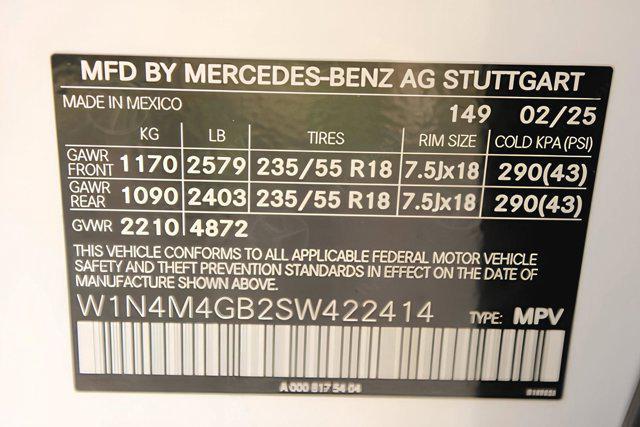 MFD BY MERCEDES-BENZ AG STUTTGART
MADE IN MEXICO 149 02/25
KG LB TIRES RIM SIZE COLD KPA(PSI)
GAWR FRONT 1170 2579 235/55 R18 7.5Jx18 290(43)
GAWR REAR 1090 2403 235/55 R18 7.5Jx18 290(43)
GVWR 2210 4872
THIS VEHICLE CONFORMS TO ALL APPLICABLE FEDERAL MOTOR VEHICLE
SAFETY AND THEFT PREVENTION STANDARDS IN EFFECT ON THE DATE OF
MANUFACTURE SHOWN ABOVE.
W1N4M4GB2SW422414 TYPE: MPV
A 000 817 54 04